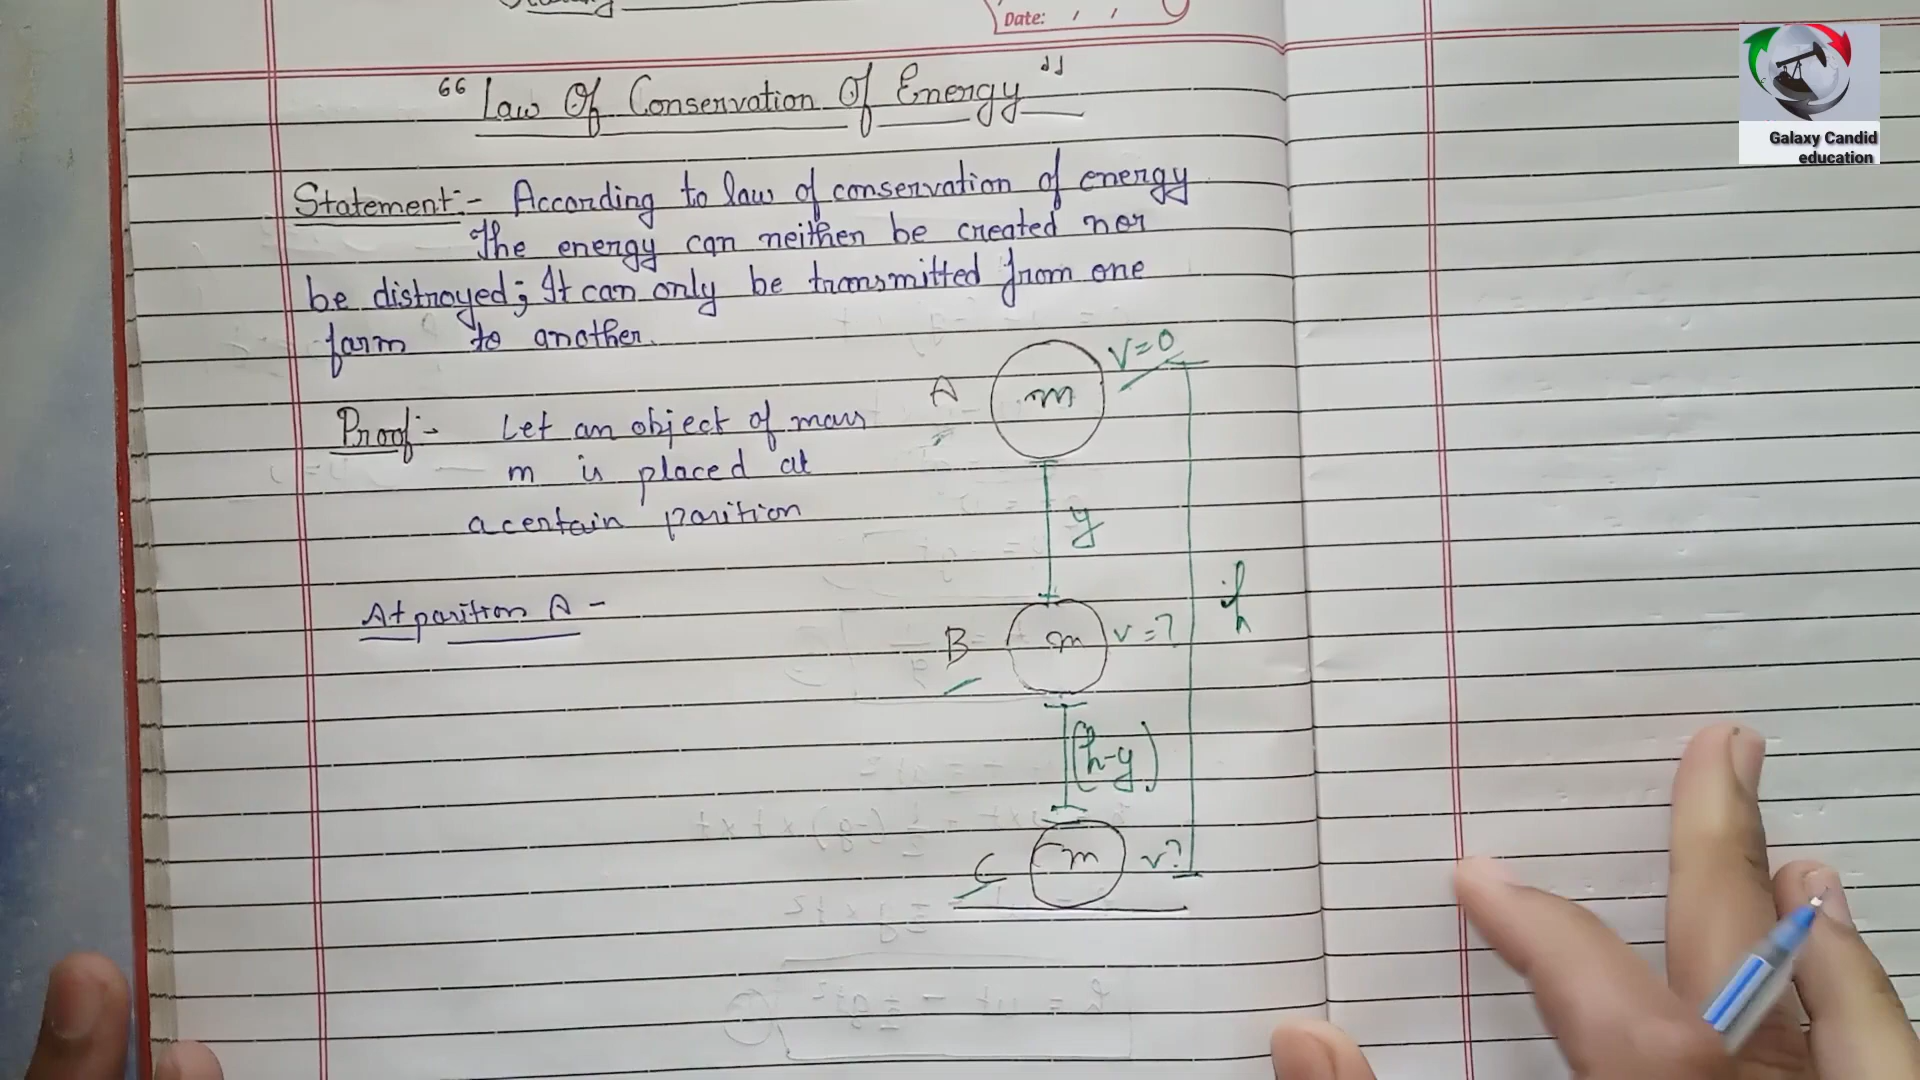 Date: / /
Galaxy Candid
education
“ Law Of Conservation Of Energy ”
Statement :- According to law of conservation of energy
The energy can neither be created nor
be distroyed ; It can only be transmitted from one
form to another.
Proof :- Let an object of mass
m is placed at
a certain position
At position A -
A m V=0
y
h
B m v=?
(h-y)
C m v?